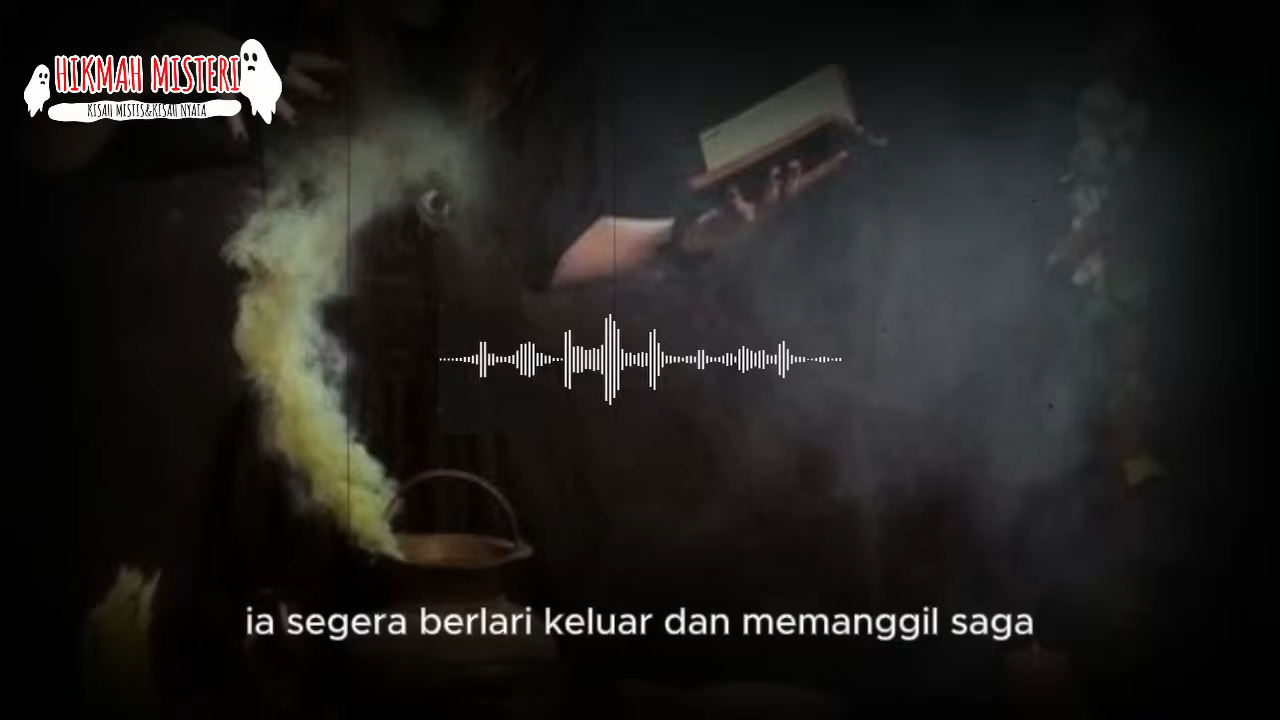 HIKMAH MISTERI
KISAH MISTIS&KISAH NYATA
ia segera berlari keluar dan memanggil saga